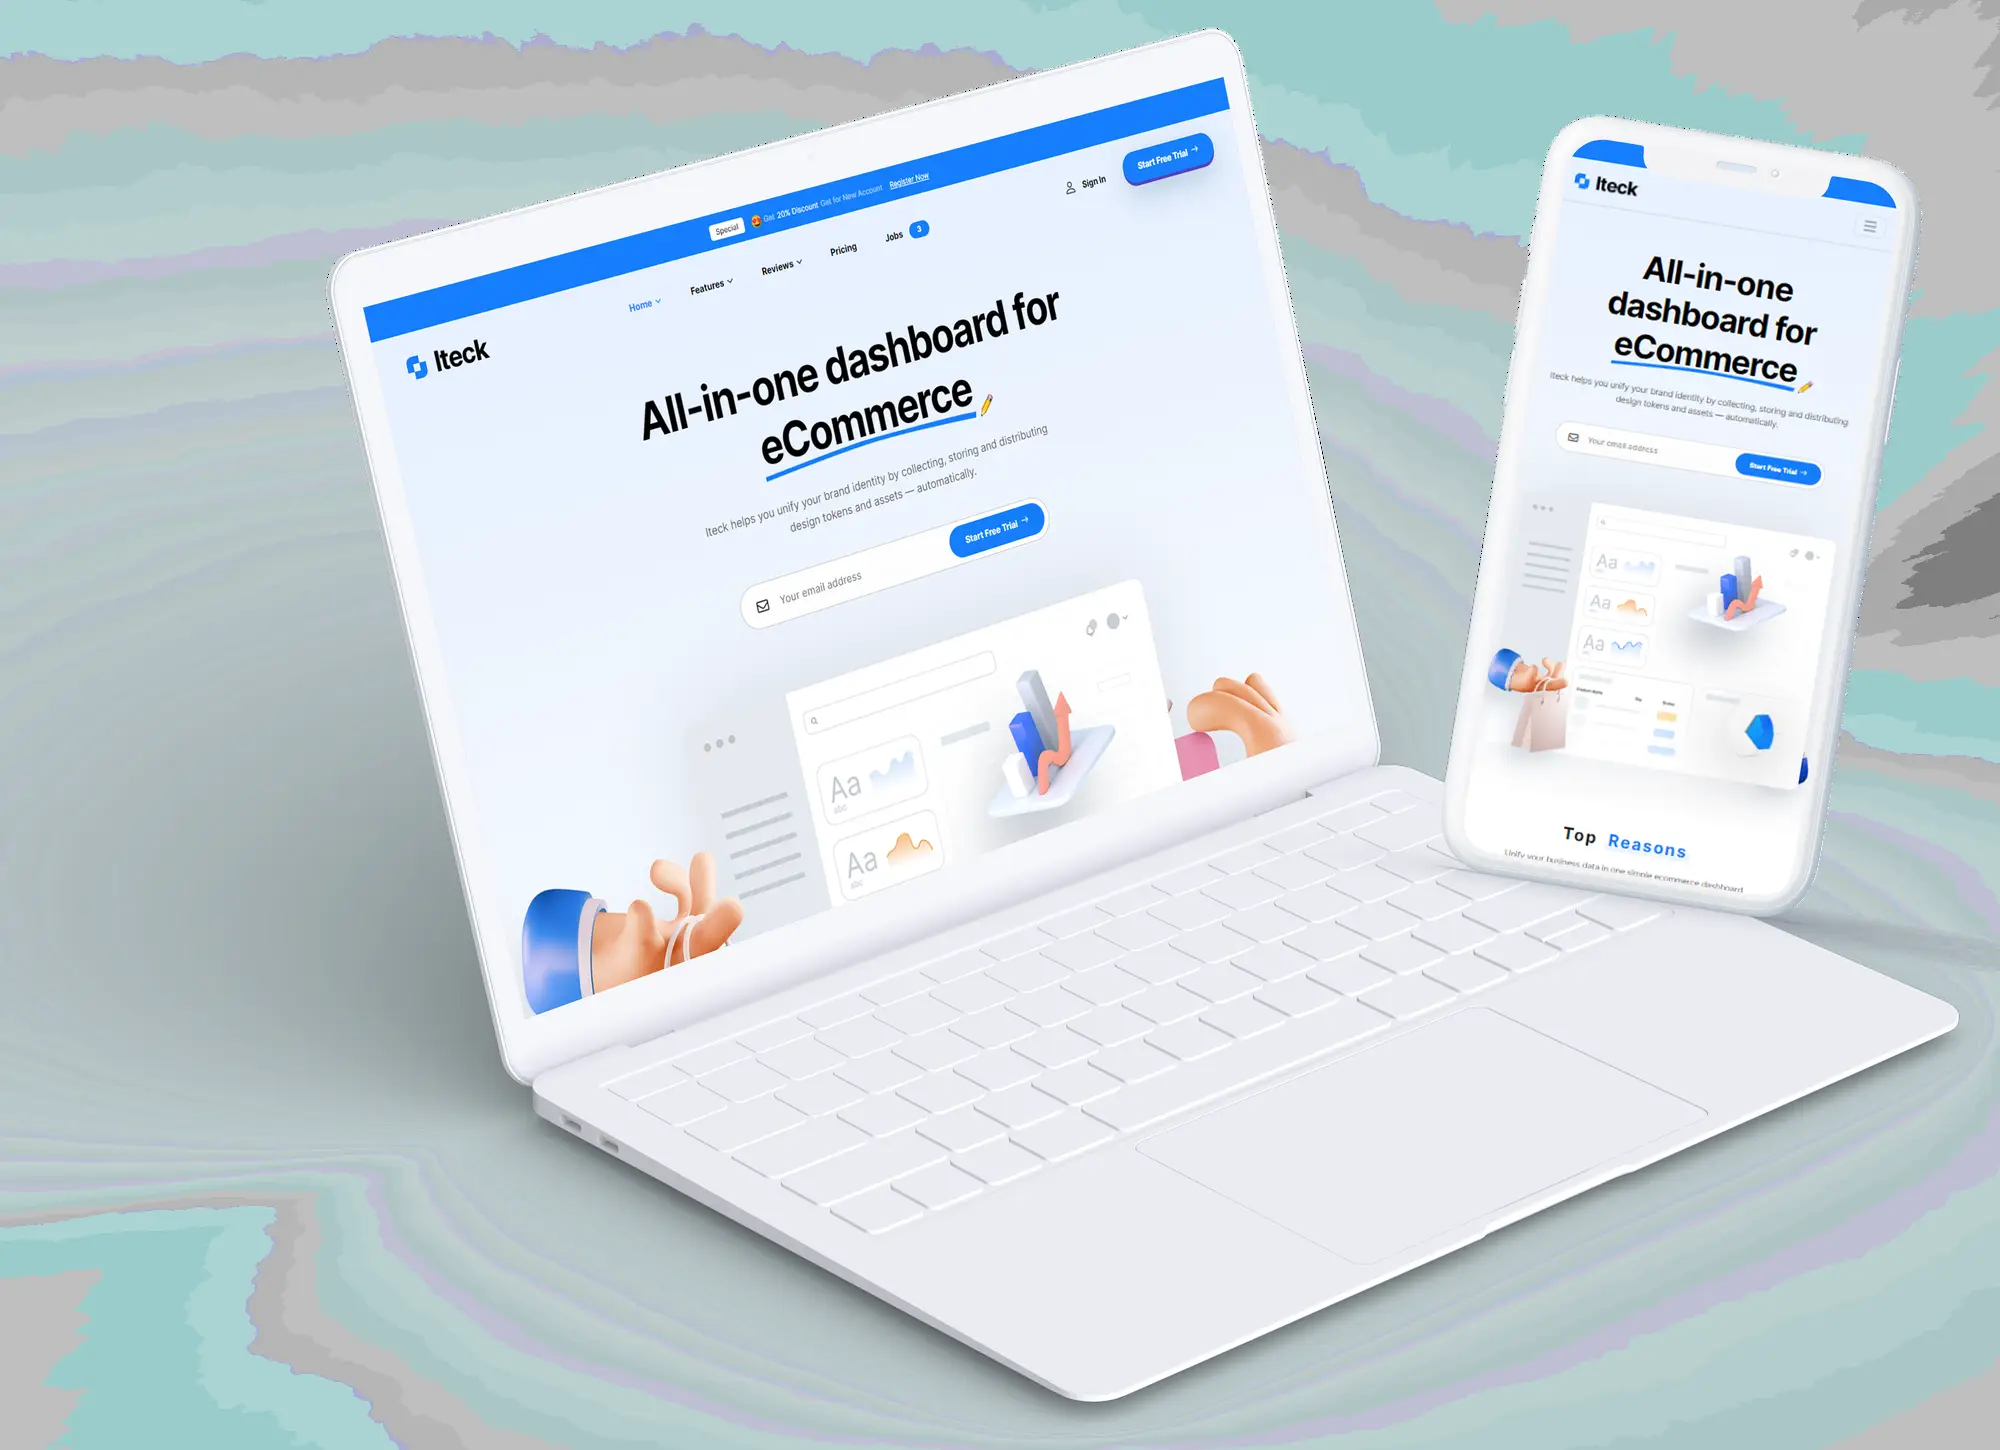 Special 😍 Get 20% Discount Get for New Account Register Now
Iteck
Home
Features
Reviews
Pricing
Jobs 3
Sign In
Start Free Trial →
All-in-one dashboard for
eCommerce
Iteck helps you unify your brand identity by collecting, storing and distributing
design tokens and assets — automatically.
Your email address
Start Free Trial →
Aa
abc
Aa
abc
Iteck
All-in-one
dashboard for
eCommerce
Iteck helps you unify your brand identity by collecting, storing and distributing
design tokens and assets — automatically.
Your email address
Start Free Trial →
Aa
Aa
Aa
Top Reasons
Unify your business data in one simple ecommerce dashboard